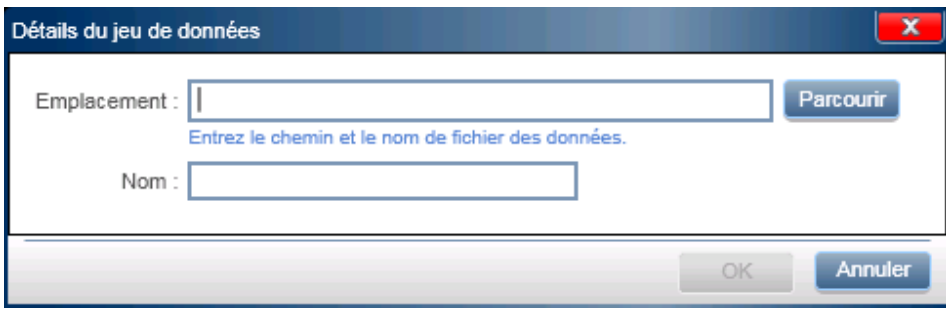 Détails du jeu de données
Emplacement :
Parcourir
Entrez le chemin et le nom de fichier des données.
Nom :
OK
Annuler